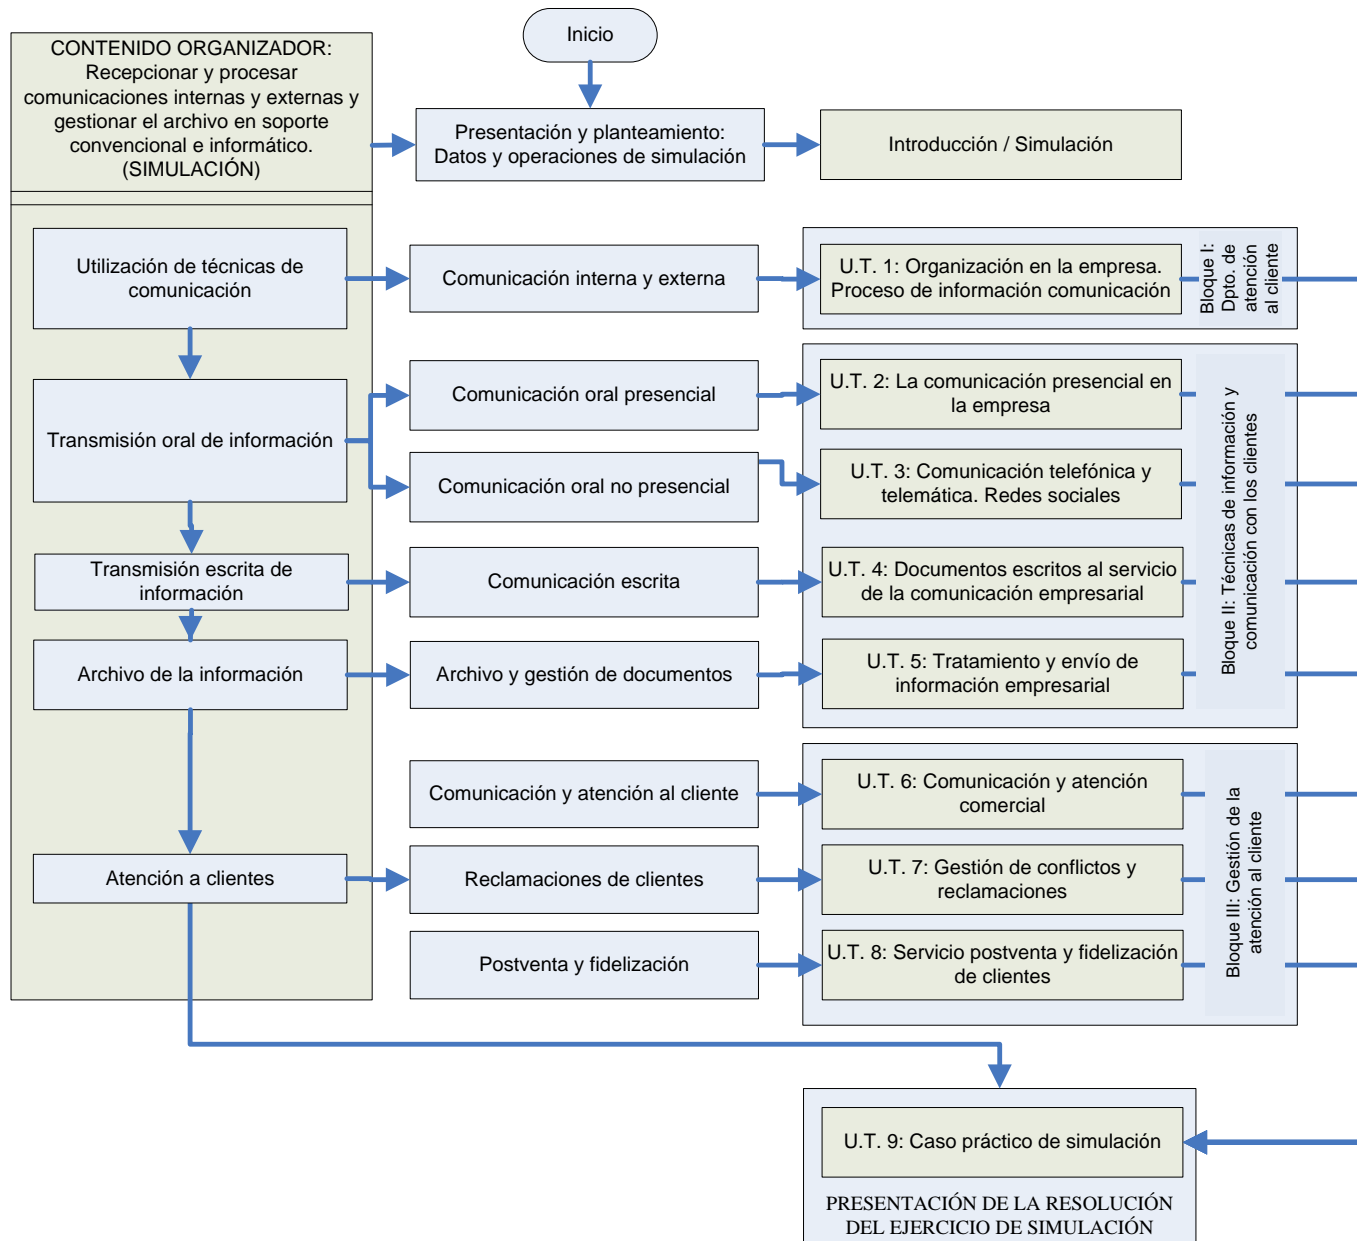 Inicio
CONTENIDO ORGANIZADOR:
Recepcionar y procesar
comunicaciones internas y externas y
gestionar el archivo en soporte
convencional e informático.
(SIMULACIÓN)
Presentación y planteamiento:
Datos y operaciones de simulación
Introducción / Simulación
Utilización de técnicas de
comunicación
Comunicación interna y externa
U.T. 1: Organización en la empresa.
Proceso de información comunicación
Bloque I:
Dpto. de
atención
al cliente
Transmisión oral de información
Comunicación oral presencial
U.T. 2: La comunicación presencial en
la empresa
Comunicación oral no presencial
U.T. 3: Comunicación telefónica y
telemática. Redes sociales
Transmisión escrita de
información
Comunicación escrita
U.T. 4: Documentos escritos al servicio
de la comunicación empresarial
Archivo de la información
Archivo y gestión de documentos
U.T. 5: Tratamiento y envío de
información empresarial
Bloque II: Técnicas de información y
comunicación con los clientes
Comunicación y atención al cliente
U.T. 6: Comunicación y atención
comercial
Atención a clientes
Reclamaciones de clientes
U.T. 7: Gestión de conflictos y
reclamaciones
Postventa y fidelización
U.T. 8: Servicio postventa y fidelización
de clientes
Bloque III: Gestión de la
atención al cliente
U.T. 9: Caso práctico de simulación
PRESENTACIÓN DE LA RESOLUCIÓN
DEL EJERCICIO DE SIMULACIÓN